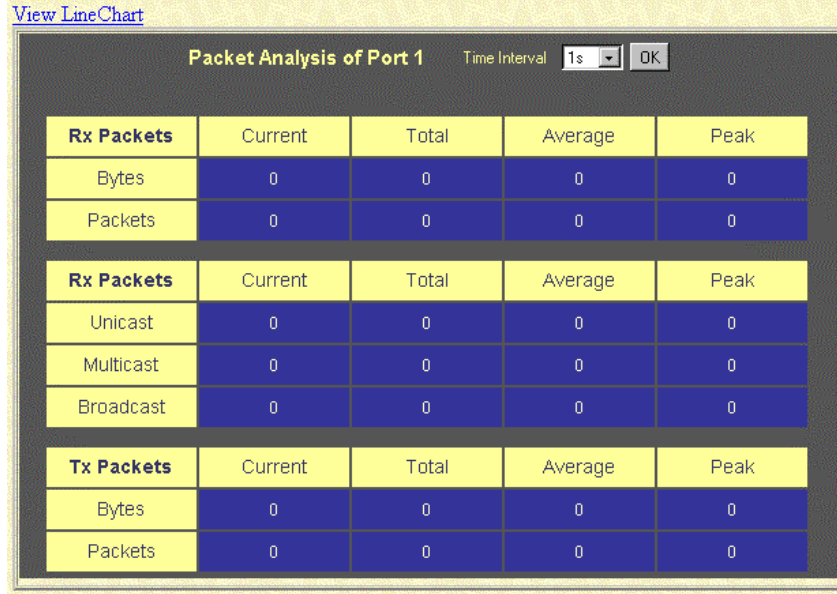 View LineChart
Packet Analysis of Port 1 Time Interval 1s OK
Rx Packets Current Total Average Peak
Bytes 0 0 0 0
Packets 0 0 0 0
Rx Packets Current Total Average Peak
Unicast 0 0 0 0
Multicast 0 0 0 0
Broadcast 0 0 0 0
Tx Packets Current Total Average Peak
Bytes 0 0 0 0
Packets 0 0 0 0